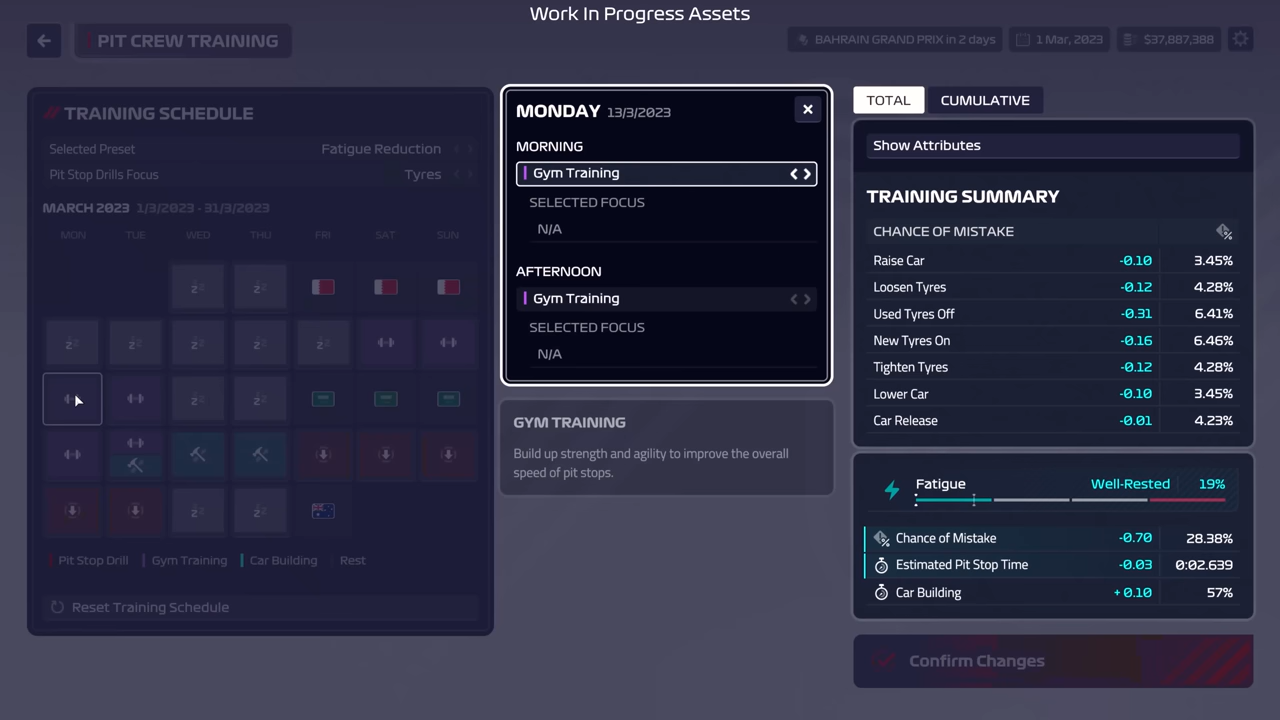 Work In Progress Assets
PIT CREW TRAINING
BAHRAIN GRAND PRIX in 2 days
1 Mar, 2023
$37,887,388
TRAINING SCHEDULE
Selected Preset Fatigue Reduction
Pit Stop Drills Focus Tyres
MARCH 2023 1/3/2023 - 31/3/2023
MON TUE WED THU FRI SAT SUN
Pit Stop Drill Gym Training Car Building Rest
Reset Training Schedule
MONDAY 13/3/2023
MORNING
Gym Training
SELECTED FOCUS
N/A
AFTERNOON
Gym Training
SELECTED FOCUS
N/A
GYM TRAINING
Build up strength and agility to improve the overall
speed of pit stops.
TOTAL CUMULATIVE
Show Attributes
TRAINING SUMMARY
CHANCE OF MISTAKE
Raise Car -0.10 3.45%
Loosen Tyres -0.12 4.28%
Used Tyres Off -0.31 6.41%
New Tyres On -0.16 6.46%
Tighten Tyres -0.12 4.28%
Lower Car -0.10 3.45%
Car Release -0.01 4.23%
Fatigue Well-Rested 19%
Chance of Mistake -0.70 28.38%
Estimated Pit Stop Time -0.03 0:02.639
Car Building + 0.10 57%
Confirm Changes